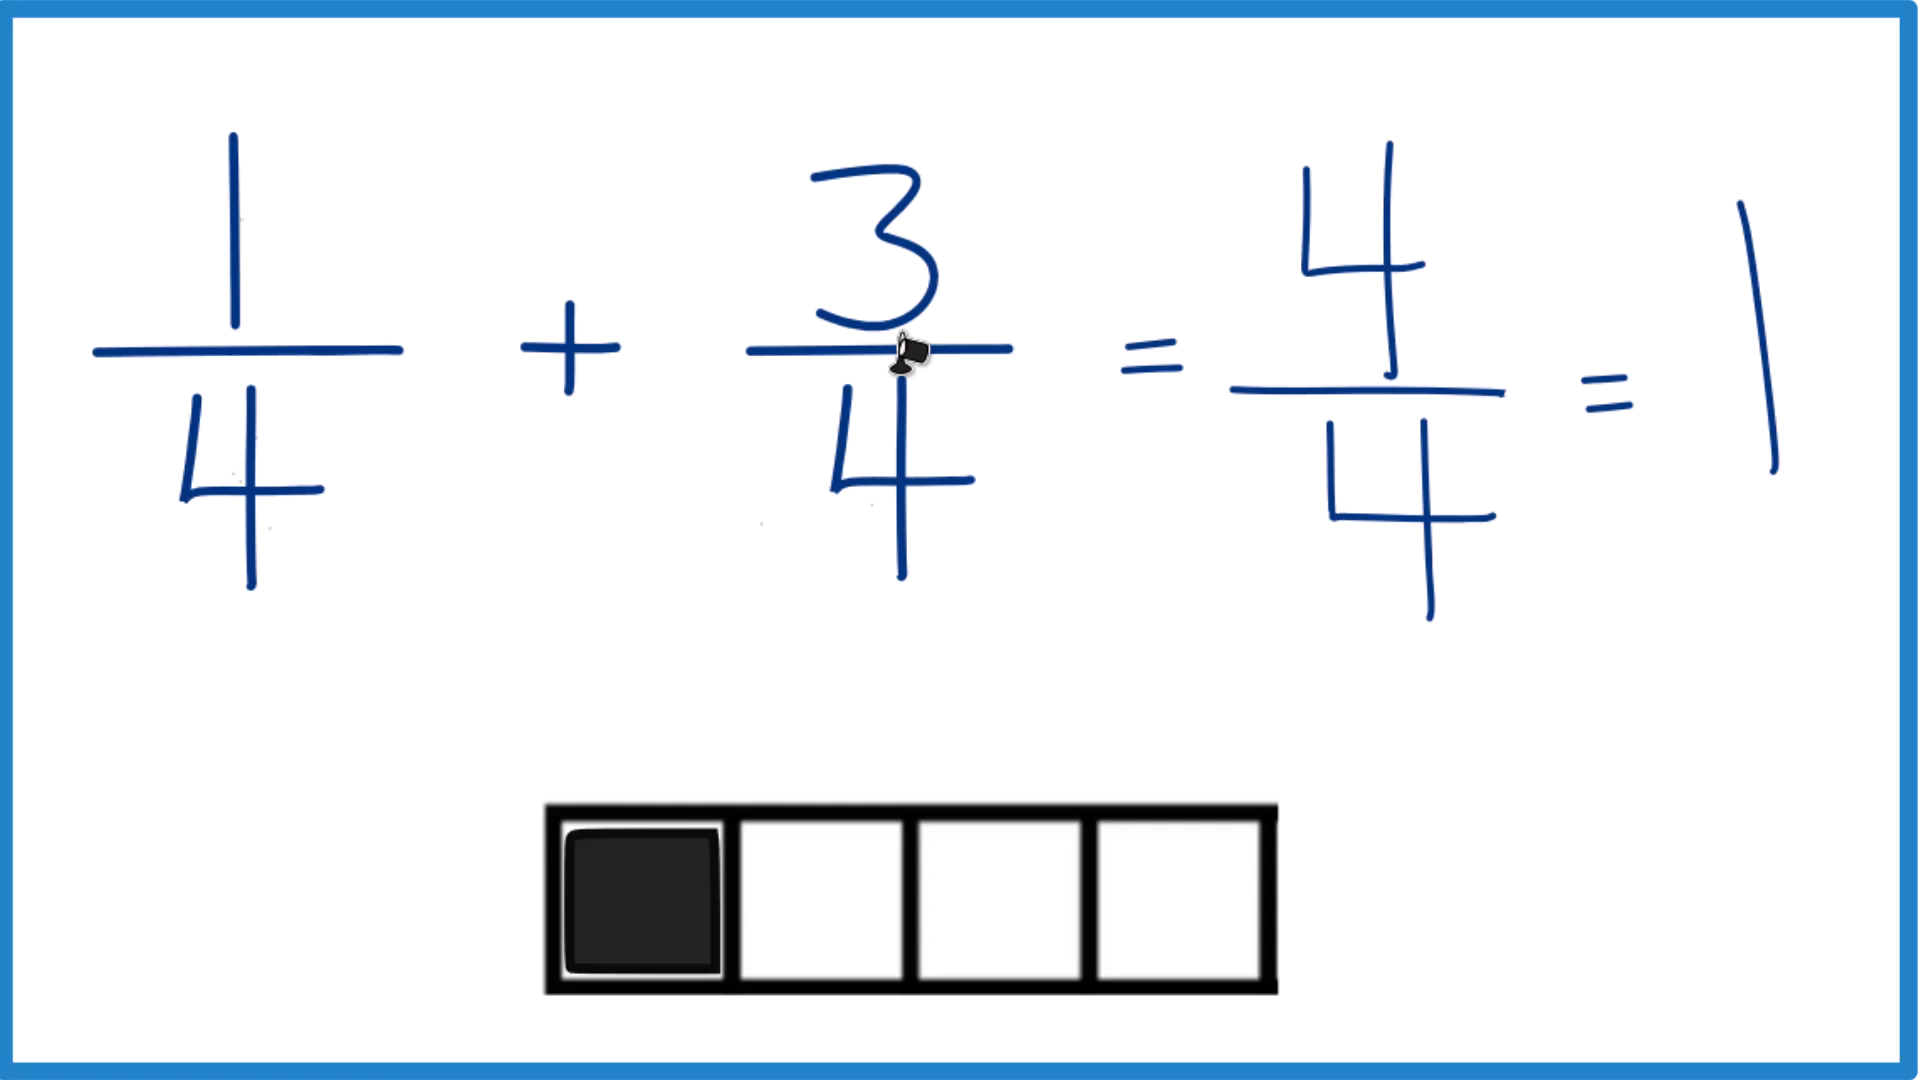 1/4 + 3/4 = 4/4 = 1